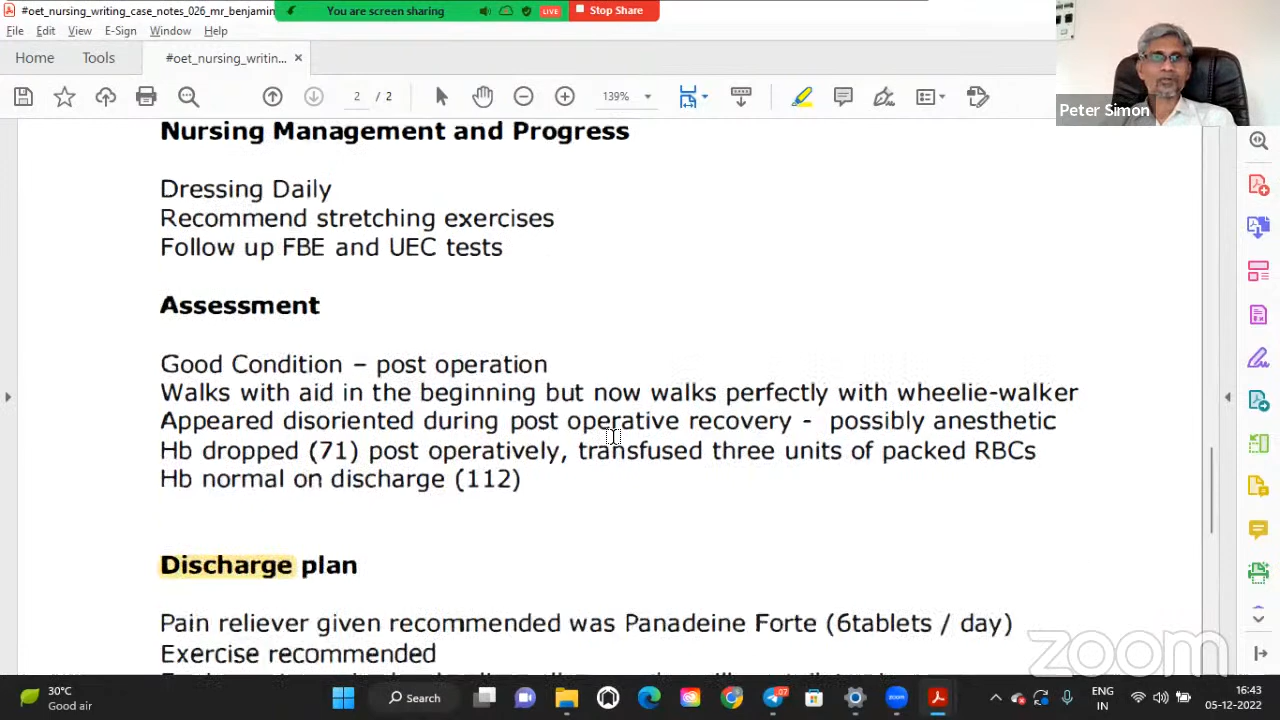 #oet_nursing_writing_case_notes_026_mr_benjamin
You are screen sharing
LIVE
Stop Share
File Edit View E-Sign Window Help
Home Tools #oet_nursing_writin... ×
2 / 2 139%
Peter Simon
Nursing Management and Progress
Dressing Daily
Recommend stretching exercises
Follow up FBE and UEC tests
Assessment
Good Condition – post operation
Walks with aid in the beginning but now walks perfectly with wheelie-walker
Appeared disoriented during post operative recovery - possibly anesthetic
Hb dropped (71) post operatively, transfused three units of packed RBCs
Hb normal on discharge (112)
Discharge plan
Pain reliever given recommended was Panadeine Forte (6tablets / day)
Exercise recommended
zoom
30°C
Good air
Search
07
zoom
ENG
IN
16:43
05-12-2022